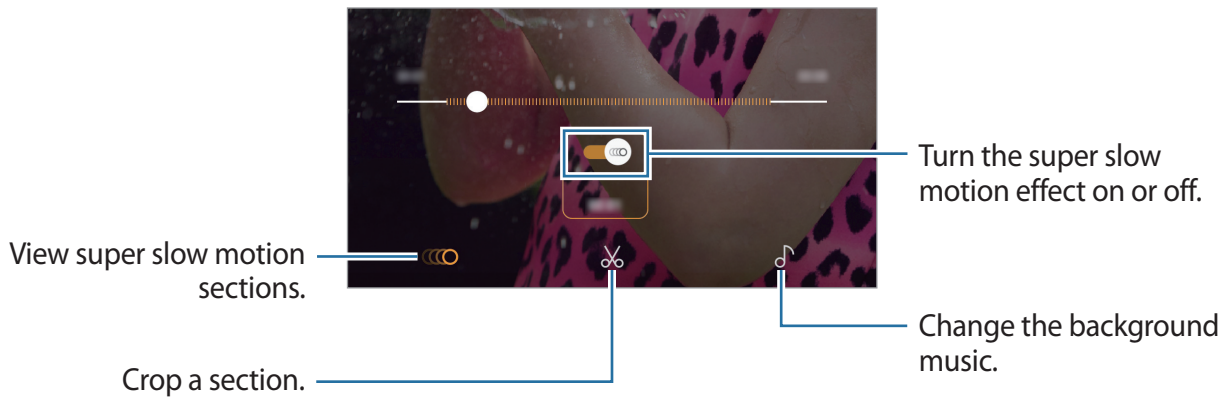 Turn the super slow
motion effect on or off.
View super slow motion
sections.
Change the background
music.
Crop a section.